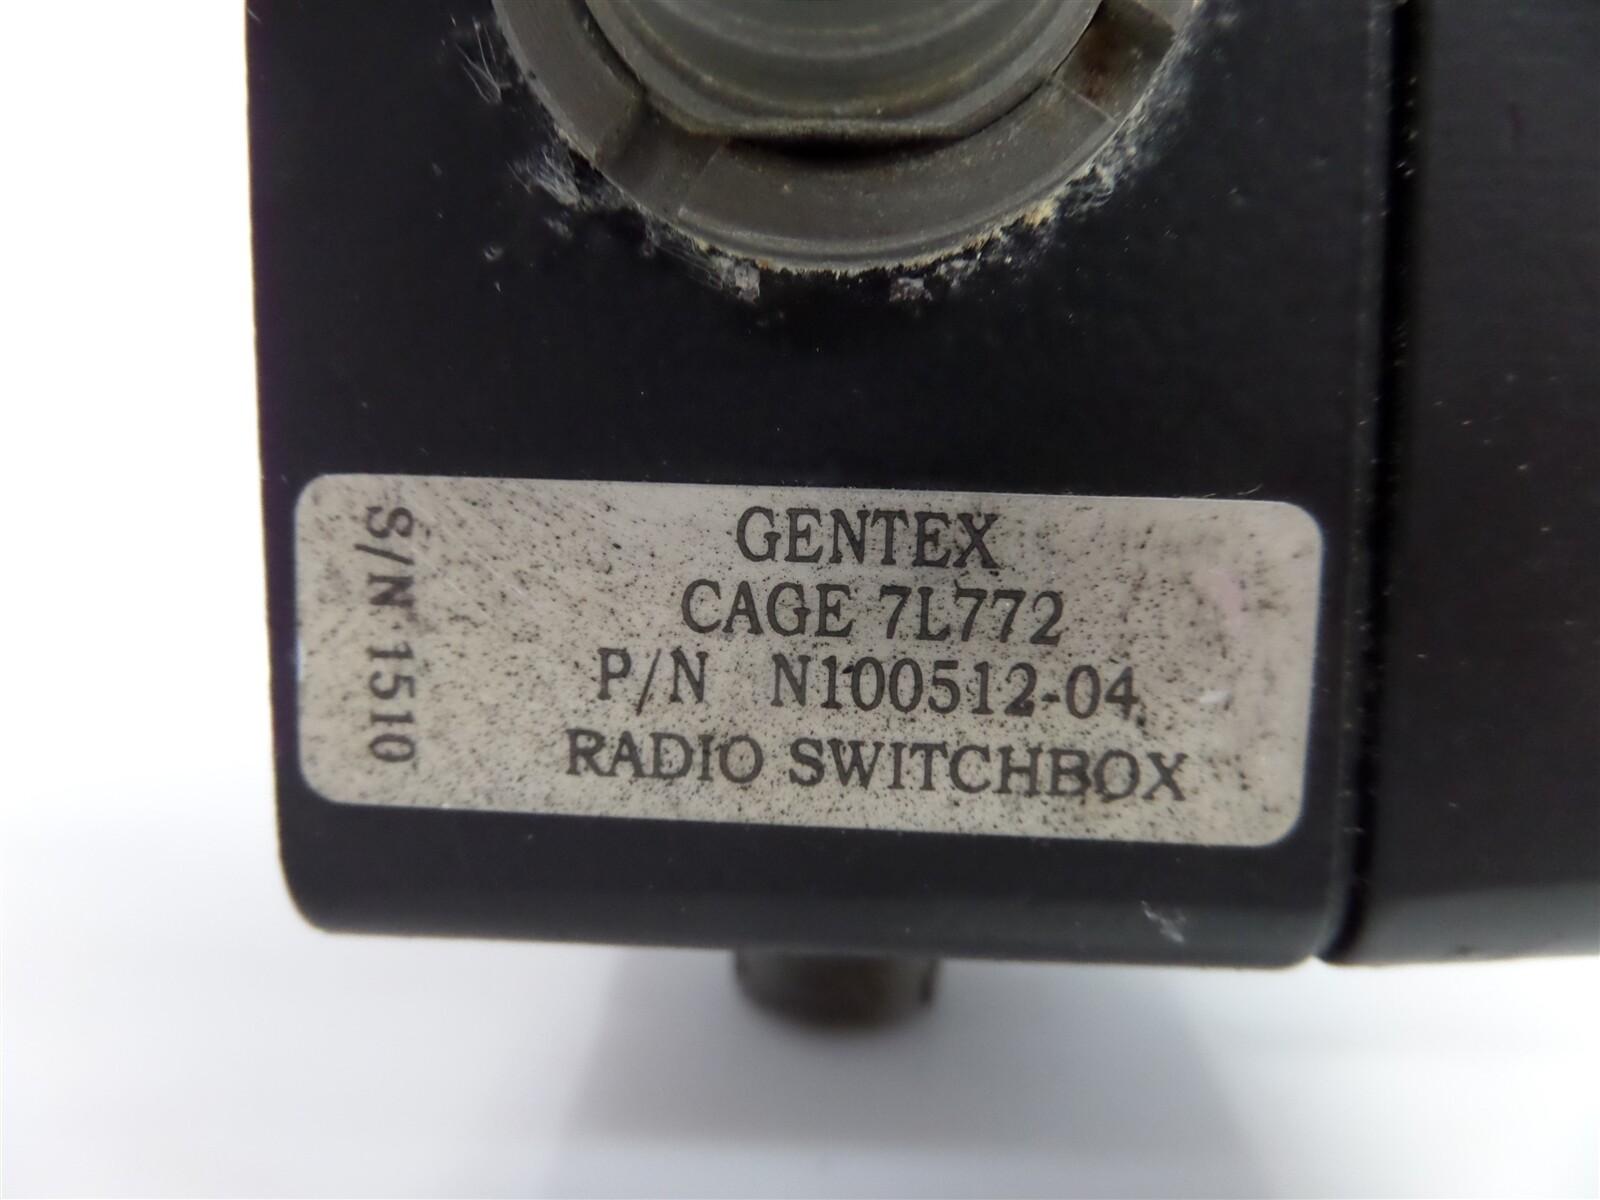 GENTEX
CAGE 7L772
P/N N100512-04
RADIO SWITCHBOX
S/N 1510